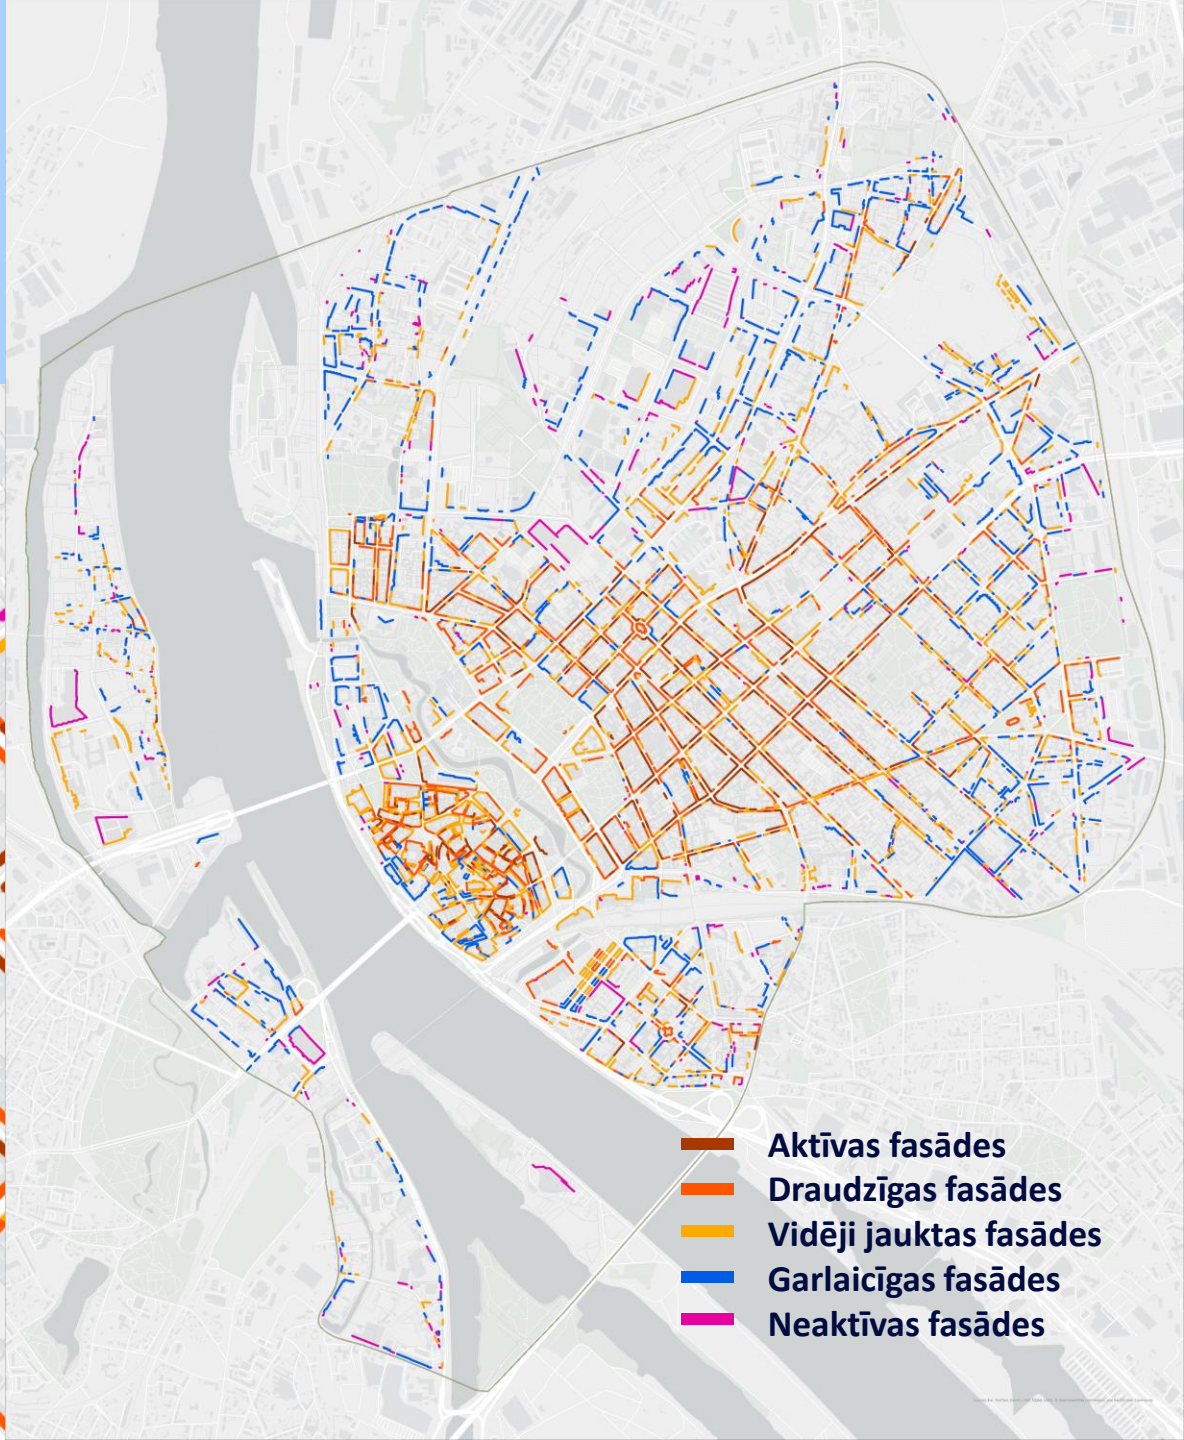 Aktīvas fasādes
Draudzīgas fasādes
Vidēji jauktas fasādes
Garlaicīgas fasādes
Neaktīvas fasādes